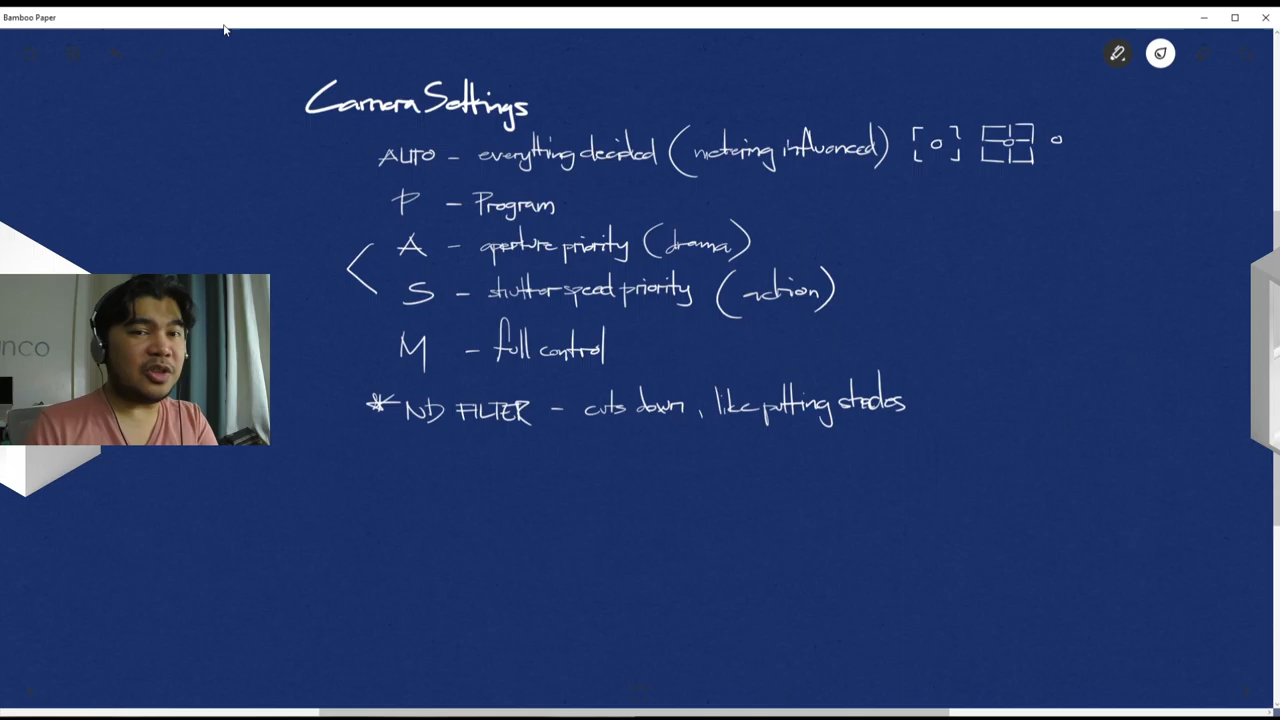 Bamboo Paper
Camera Settings
AUTO - everything decided (metering influenced)
P - Program
A - aperture priority (drama)
S - shutter speed priority (action)
M - full control
* ND FILTER - cuts down, like putting shades
nco